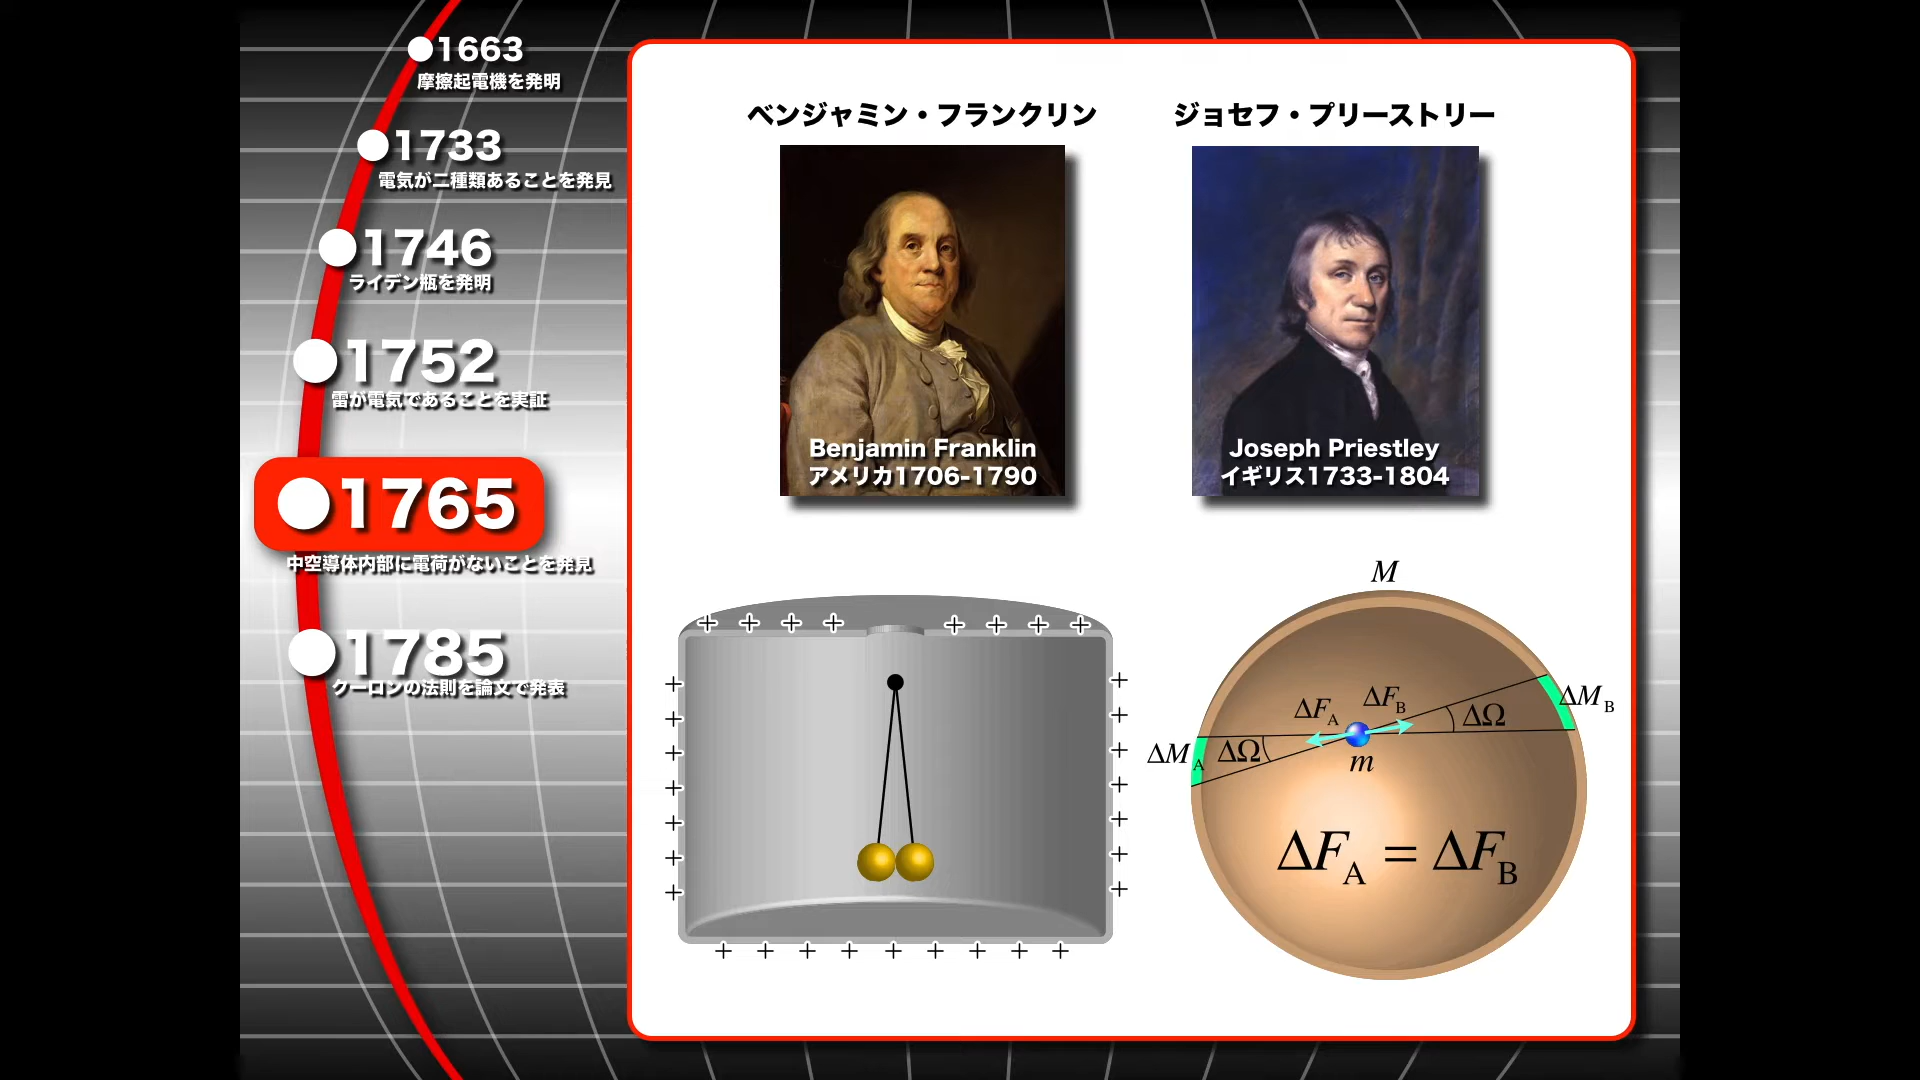 1663
摩擦起電機を発明
1733
電気が二種類あることを発見
1746
ライデン瓶を発明
1752
雷が電気であることを実証
1765
中空導体内部に電荷がないことを発見
1785
クーロンの法則を論文で発表
ベンジャミン・フランクリン
Benjamin Franklin
アメリカ1706-1790
ジョセフ・プリーストリー
Joseph Priestley
イギリス1733-1804
+ + + + + + + +
+ + + + + + +
+ + + + + + +
+ + + + + + + + +
M
ΔF_A
ΔF_B
ΔM_B
ΔΩ
ΔM_A
ΔΩ
m
ΔF_A = ΔF_B